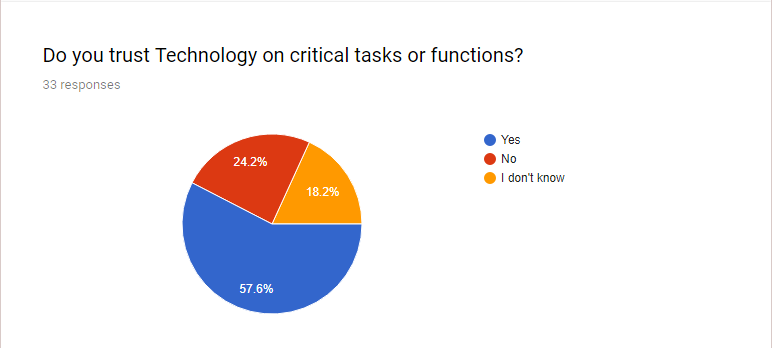 Do you trust Technology on critical tasks or functions?
33 responses
24.2%
18.2%
57.6%
Yes
No
I don't know